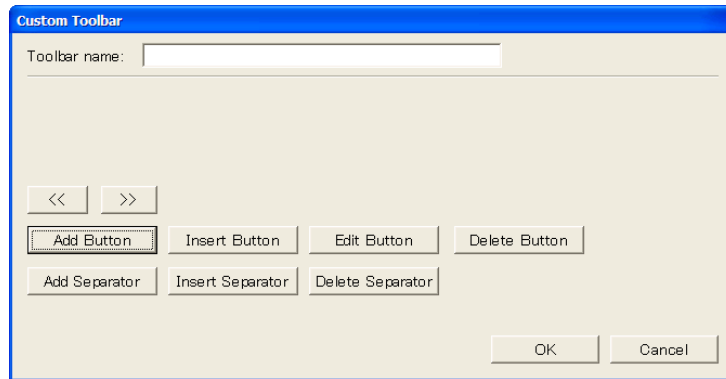 Custom Toolbar
Toolbar name:
<< >>
Add Button Insert Button Edit Button Delete Button
Add Separator Insert Separator Delete Separator
OK Cancel